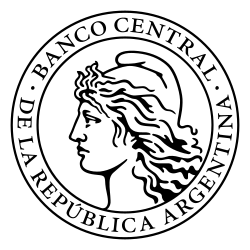 BANCO CENTRAL
DE LA REPÚBLICA ARGENTINA